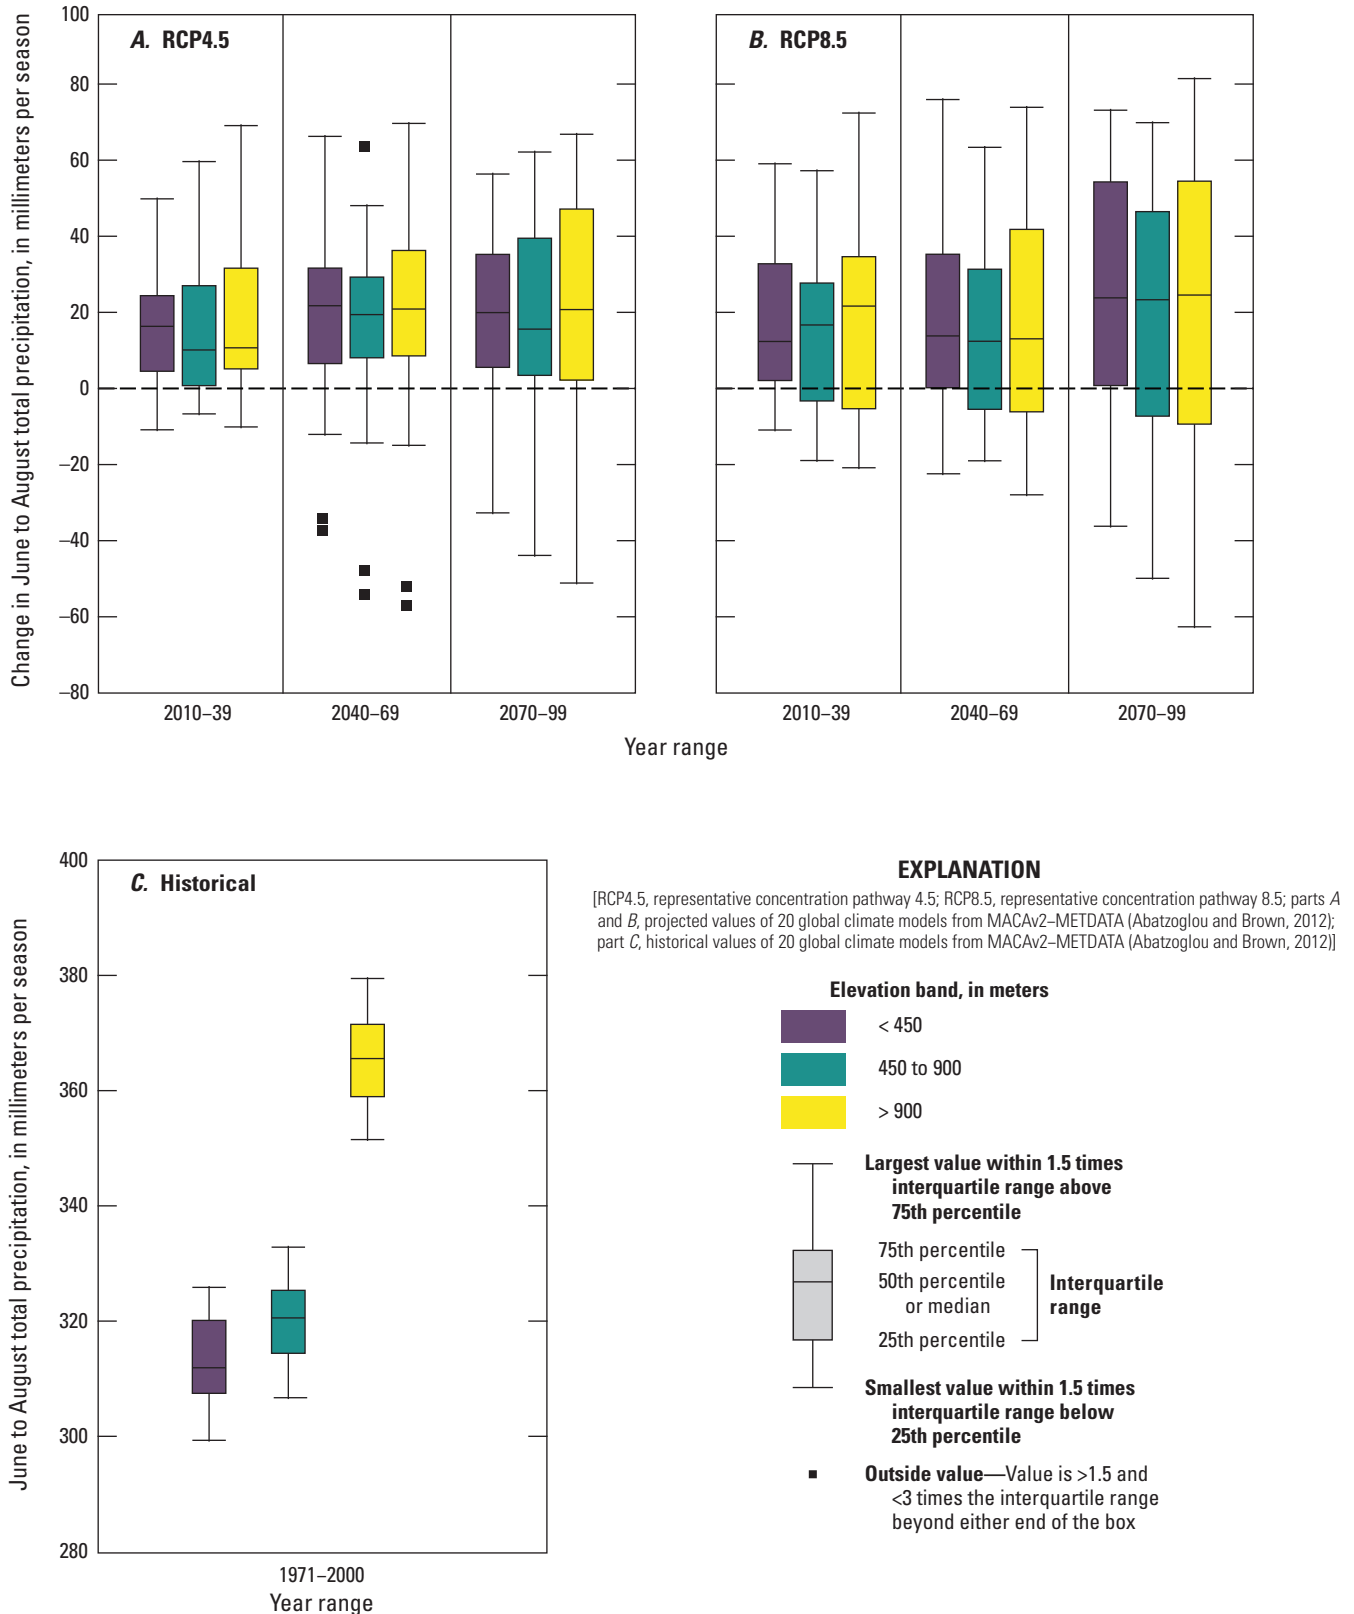 Change in June to August total precipitation, in millimeters per season
100
80
60
40
20
0
–20
–40
–60
–80
A. RCP4.5
B. RCP8.5
2010–39
2040–69
2070–99
2010–39
2040–69
2070–99
Year range
June to August total precipitation, in millimeters per season
400
380
360
340
320
300
280
C. Historical
1971–2000
Year range
EXPLANATION
[RCP4.5, representative concentration pathway 4.5; RCP8.5, representative concentration pathway 8.5; parts A
and B, projected values of 20 global climate models from MACAv2–METDATA (Abatzoglou and Brown, 2012);
part C, historical values of 20 global climate models from MACAv2–METDATA (Abatzoglou and Brown, 2012)]
Elevation band, in meters
< 450
450 to 900
> 900
Largest value within 1.5 times
interquartile range above
75th percentile
75th percentile
50th percentile
or median
25th percentile
Interquartile
range
Smallest value within 1.5 times
interquartile range below
25th percentile
Outside value—Value is >1.5 and
<3 times the interquartile range
beyond either end of the box